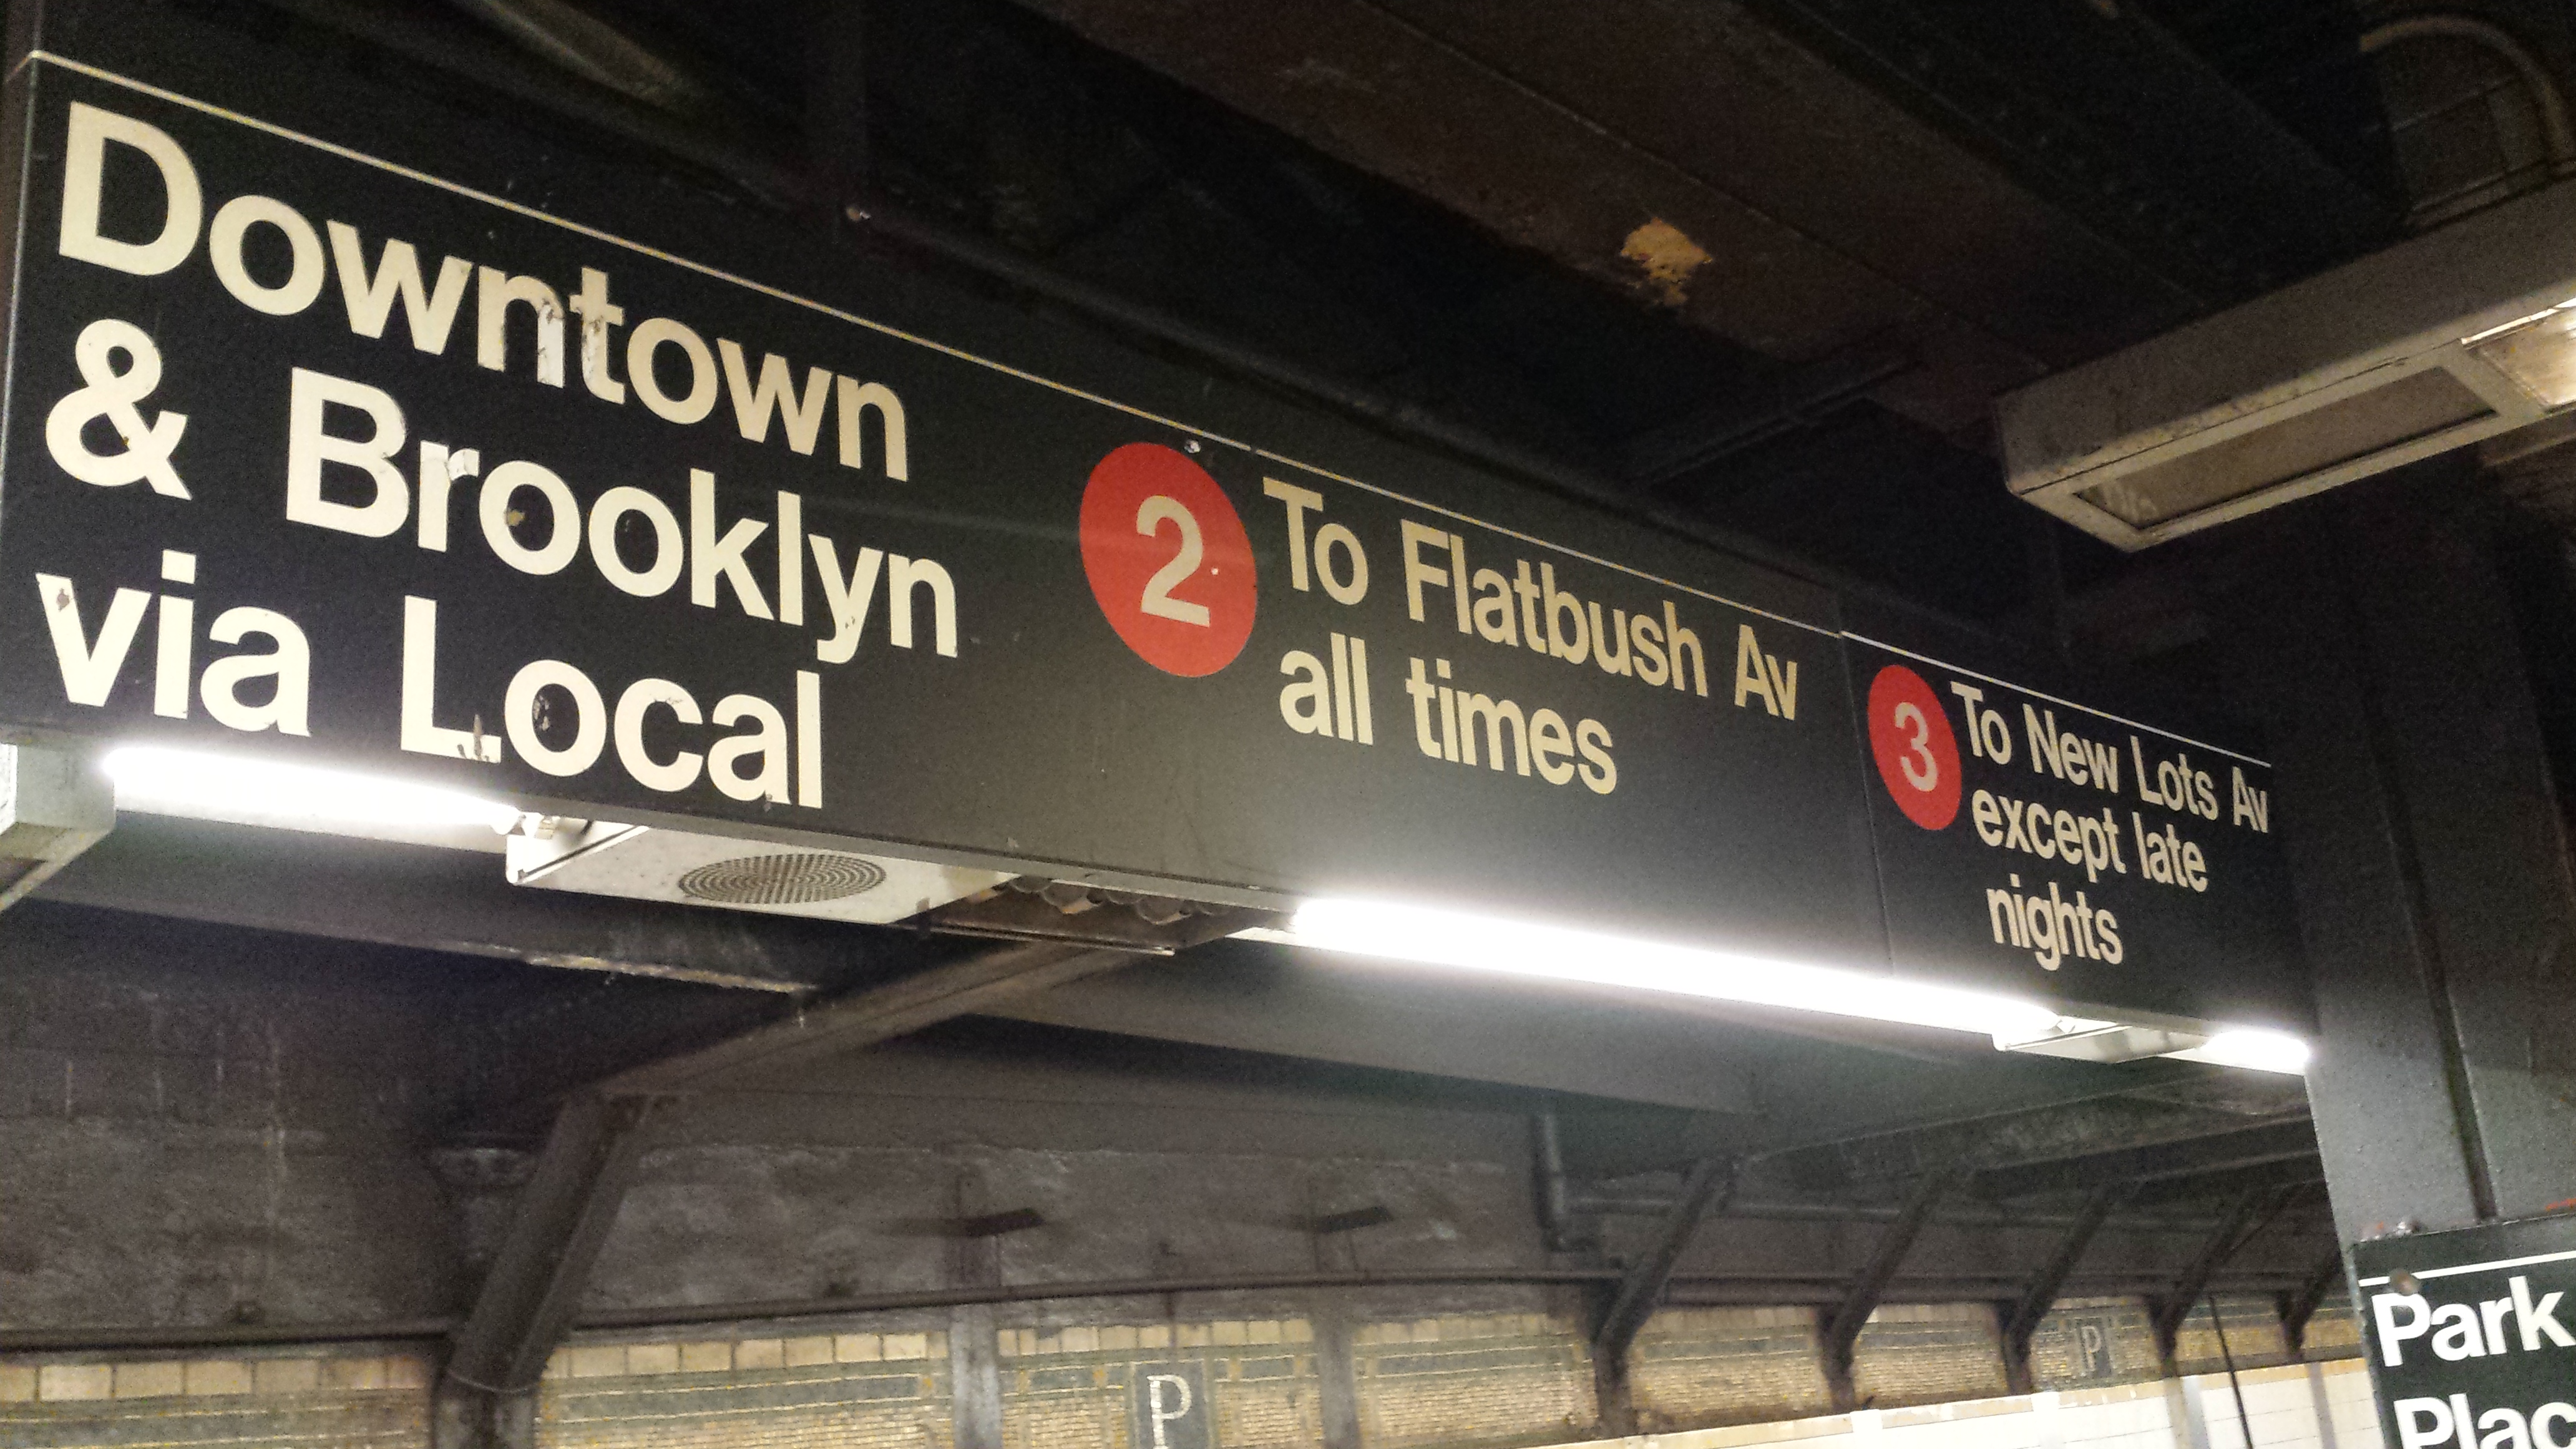 Downtown
& Brooklyn
via Local
2 To Flatbush Av
all times
3 To New Lots Av
except late
nights
Park
Plac
P
P